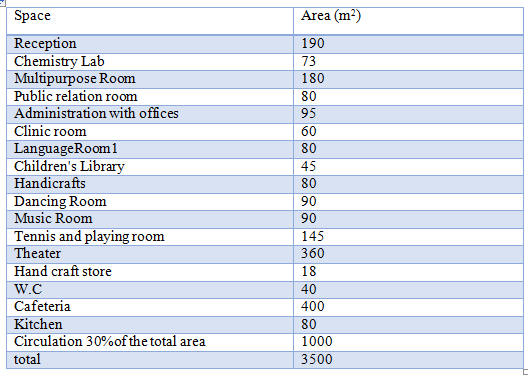 Space Area (m²)
Reception 190
Chemistry Lab 73
Multipurpose Room 180
Public relation room 80
Administration with offices 95
Clinic room 60
LanguageRoom1 80
Children's Library 45
Handicrafts 80
Dancing Room 90
Music Room 90
Tennis and playing room 145
Theater 360
Hand craft store 18
W.C 40
Cafeteria 400
Kitchen 80
Circulation 30%of the total area 1000
total 3500